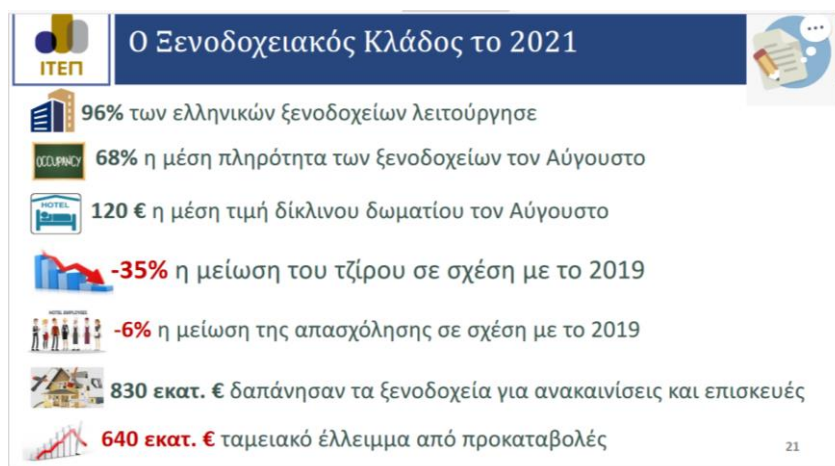 Ο Ξενοδοχειακός Κλάδος το 2021
ΙΤΕΠ
96% των ελληνικών ξενοδοχείων λειτούργησε
OCCUPANCY
68% η μέση πληρότητα των ξενοδοχείων τον Αύγουστο
HOTEL
120 € η μέση τιμή δίκλινου δωματίου τον Αύγουστο
-35% η μείωση του τζίρου σε σχέση με το 2019
HOTEL EMPLOYEES
-6% η μείωση της απασχόλησης σε σχέση με το 2019
830 εκατ. € δαπάνησαν τα ξενοδοχεία για ανακαινίσεις και επισκευές
640 εκατ. € ταμειακό έλλειμμα από προκαταβολές
21